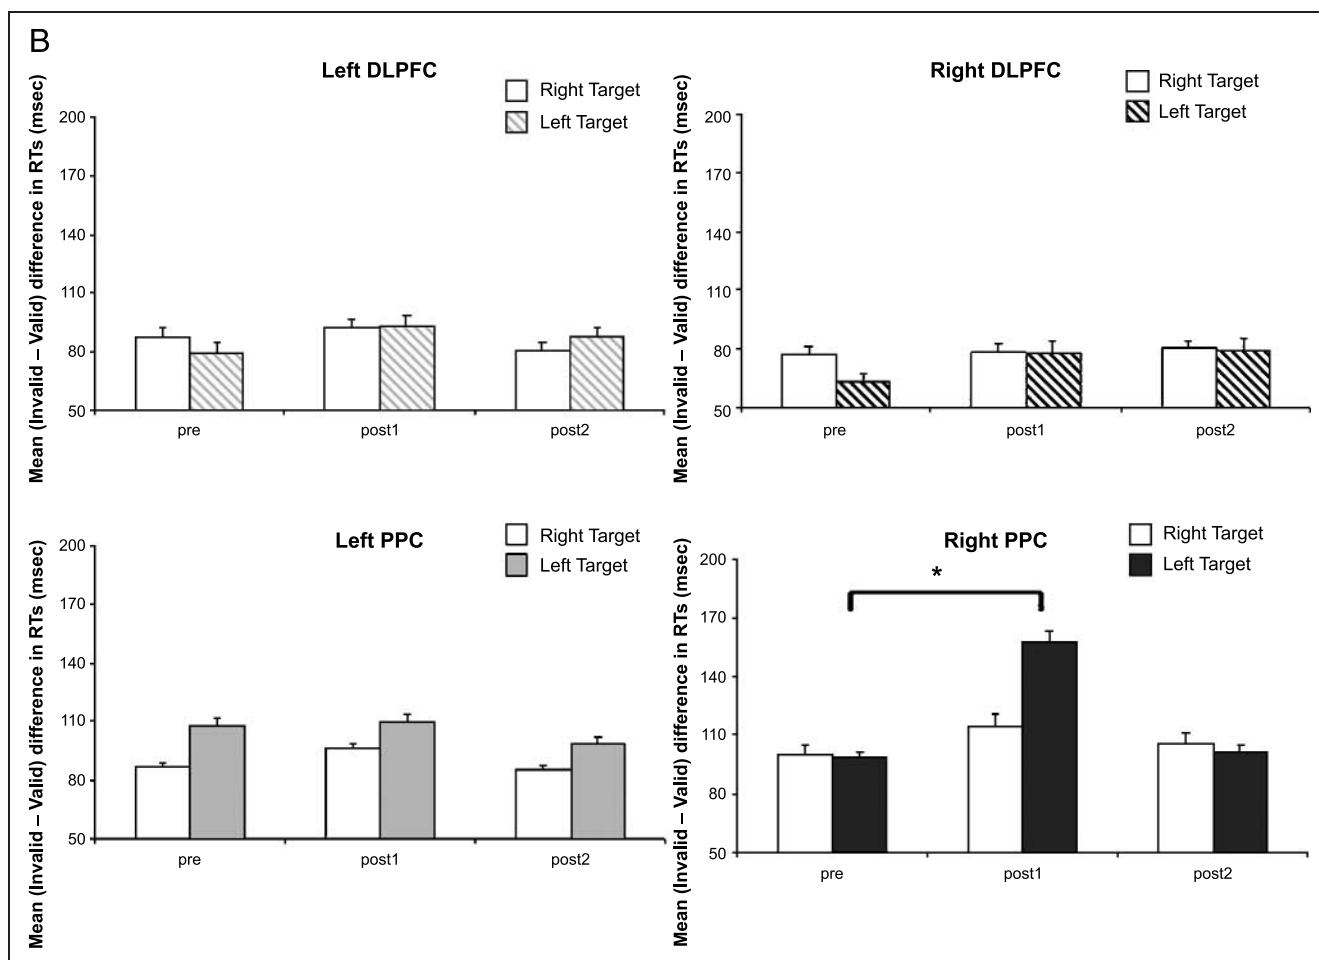 B
Left DLPFC
Right Target
Left Target
Mean (Invalid – Valid) difference in RTs (msec)
200
170
140
110
80
50
pre post1 post2
Right DLPFC
Right Target
Left Target
Mean (Invalid – Valid) difference in RTs (msec)
200
170
140
110
80
50
pre post1 post2
Left PPC
Right Target
Left Target
Mean (Invalid – Valid) difference in RTs (msec)
200
170
140
110
80
50
pre post1 post2
Right PPC
Right Target
Left Target
Mean (Invalid – Valid) difference in RTs (msec)
*
200
170
140
110
80
50
pre post1 post2